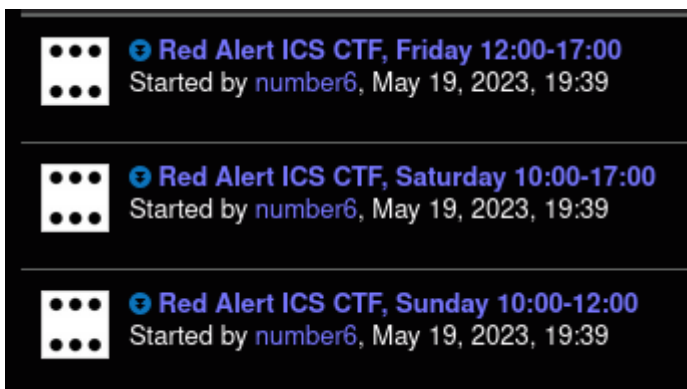 Red Alert ICS CTF, Friday 12:00-17:00
Started by number6, May 19, 2023, 19:39
Red Alert ICS CTF, Saturday 10:00-17:00
Started by number6, May 19, 2023, 19:39
Red Alert ICS CTF, Sunday 10:00-12:00
Started by number6, May 19, 2023, 19:39